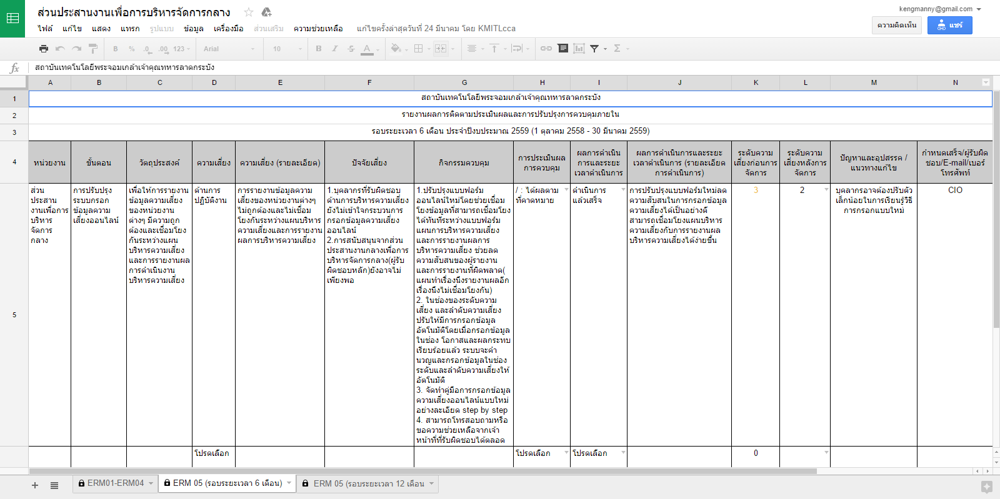 ส่วนประสานงานเพื่อการบริหารจัดการกลาง
kengmanny@gmail.com
ไฟล์ แก้ไข แสดง แทรก รูปแบบ ข้อมูล เครื่องมือ ส่วนเสริม ความช่วยเหลือ แก้ไขครั้งล่าสุดวันที่ 24 มีนาคม โดย KMITLcca
ความคิดเห็น
แชร์
B % .0 .00 123 Arial 10 B I S A Σ
fx สถาบันเทคโนโลยีพระจอมเกล้าเจ้าคุณทหารลาดกระบัง
A B C D E F G H I J K L M N
1 สถาบันเทคโนโลยีพระจอมเกล้าเจ้าคุณทหารลาดกระบัง
2 รายงานผลการติดตามประเมินผลและการปรับปรุงการควบคุมภายใน
3 รอบระยะเวลา 6 เดือน ประจำปีงบประมาณ 2559 (1 ตุลาคม 2558 - 30 มีนาคม 2559)
4
หน่วยงาน
ขั้นตอน
วัตถุประสงค์
ความเสี่ยง
ความเสี่ยง (รายละเอียด)
ปัจจัยเสี่ยง
กิจกรรมควบคุม
การประเมินผล
การควบคุม
ผลการดำเนิน
การและระยะ
เวลาดำเนินการ
ผลการดำเนินการและระยะ
เวลาดำเนินการ (รายละเอียด
การดำเนินการ)
ระดับความ
เสี่ยงก่อนการ
จัดการ
ระดับความ
เสี่ยงหลังการ
จัดการ
ปัญหาและอุปสรรค /
แนวทางแก้ไข
กำหนดเสร็จ/ผู้รับผิด
ชอบ/E-mail/เบอร์
โทรศัพท์
5
ส่วน
ประสาน
งานเพื่อการ
บริหาร
จัดการ
กลาง
การปรับปรุง
ระบบกรอก
ข้อมูลความ
เสี่ยงออนไลน์
เพื่อให้การรายงาน
ข้อมูลความเสี่ยง
ของหน่วยงาน
ต่างๆ มีความถูก
ต้องและเชื่อมโยง
กันระหว่างแผน
บริหารความเสี่ยง
และการรายงานผล
การดำเนินงาน
บริหารความเสี่ยง
ด้านการ
ปฏิบัติงาน
การรายงานข้อมูลความ
เสี่ยงของหน่วยงานต่างๆ
ไม่ถูกต้องและไม่เชื่อม
โยงกันระหว่างแผนบริหาร
ความเสี่ยงและการรายงาน
ผลการบริหารความเสี่ยง
1.บุคลากรที่รับผิดชอบ
ด้านการบริหารความเสี่ยง
ยังไม่เข้าใจกระบวนการ
กรอกข้อมูลความเสี่ยง
ออนไลน์
2.การสนับสนุนจากส่วน
ประสานงานกลางเพื่อการ
บริหารจัดการกลาง(ผู้รับ
ผิดชอบหลัก)ยังอาจไม่
เพียงพอ
1.ปรับปรุงแบบฟอร์ม
ออนไลน์ใหม่โดยช่วยเชื่อม
โยงข้อมูลที่สามารถเชื่อมโยง
ได้ทันทีระหว่างแบบฟอร์ม
แผนการบริหารความเสี่ยง
และการรายงานผลการ
บริหารความเสี่ยง ช่วยลด
ความสับสนของผู้รายงาน
และการรายงานที่ผิดพลาด(
แผนทำเรื่องนึงรายงานผลอีก
เรื่องนึงไม่เชื่อมโยงกัน)
2. ในช่องของระดับความ
เสี่ยง และลำดับความเสี่ยง
ปรับให้มีการกรอกข้อมูล
อัตโนมัติโดยเมื่อกรอกข้อมูล
ในช่อง โอกาสและผลกระทบ
เรียบร้อยแล้ว ระบบจะคำ
นวญและกรอกข้อมูลในช่อง
ระดับและลำดับความเสี่ยงให้
อัตโนมัติ
3. จัดทำคู่มือการกรอกข้อมูล
ความเสี่ยงออนไลน์แบบใหม่
อย่างละเอียด step by step
4. สามารถโทรสอบถามหรือ
ขอความช่วยเหลือจากเจ้า
หน้าที่ที่รับผิดชอบได้ตลอด
/ : ได้ผลตาม
ที่คาดหมาย
ดำเนินการ
แล้วเสร็จ
การปรับปรุงแบบฟอร์มใหม่ลด
ความสับสนในการกรอกข้อมูล
ความเสี่ยงได้เป็นอย่างดี
สามารถเชื่อมโยงแผนบริหาร
ความเสี่ยงกับการรายงานผล
บริหารความเสี่ยงได้ง่ายขึ้น
3
2
บุคลากรอาจต้องปรับตัว
เล็กน้อยในการเรียนรู้วิธี
การกรอกแบบใหม่
CIO
โปรดเลือก โปรดเลือก โปรดเลือก 0
ERM01-ERM04 ERM 05 (รอบระยะเวลา 6 เดือน) ERM 05 (รอบระยะเวลา 12 เดือน